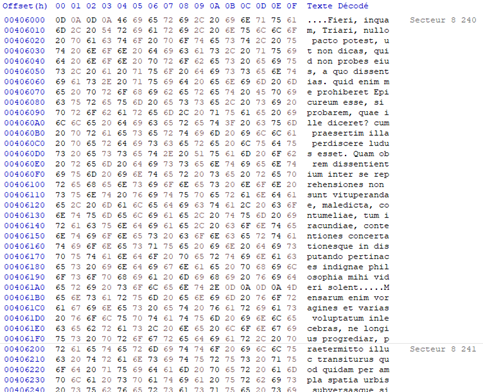 Offset(h) 00 01 02 03 04 05 06 07 08 09 0A 0B 0C 0D 0E 0F Texte Décodé
00406000 0D 0A 0D 0A 46 69 65 72 69 2C 20 69 6E 71 75 61 ....Fieri, inqua Secteur 8 240
00406010 6D 2C 20 54 72 69 61 72 69 2C 20 6E 75 6C 6C 6F m, Triari, nullo
00406020 20 70 61 63 74 6F 20 70 6F 74 65 73 74 2C 20 75 pacto potest, u
00406030 74 20 6E 6F 6E 20 64 69 63 61 73 2C 20 71 75 69 t non dicas, qui
00406040 64 20 6E 6F 6E 20 70 72 6F 62 65 73 20 65 69 75 d non probes eiu
00406050 73 2C 20 61 20 71 75 6F 20 64 69 73 73 65 6E 74 s, a quo dissent
00406060 69 61 73 2E 20 71 75 69 64 20 65 6E 69 6D 20 6D ias. quid enim m
00406070 65 20 70 72 6F 68 69 62 65 72 65 74 20 45 70 69 e prohiberet Epi
00406080 63 75 72 65 75 6D 20 65 73 73 65 2C 20 73 69 20 cureum esse, si
00406090 70 72 6F 62 61 72 65 6D 2C 20 71 75 61 65 20 69 probarem, quae i
004060A0 6C 6C 65 20 64 69 63 65 72 65 74 3F 20 63 75 6D lle diceret? cum
004060B0 20 70 72 61 65 73 65 72 74 69 6D 20 69 6C 6C 61 praesertim illa
004060C0 20 70 65 72 64 69 73 63 65 72 65 20 6C 75 64 75 perdiscere ludu
004060D0 73 20 65 73 73 65 74 2E 20 51 75 61 6D 20 6F 62 s esset. Quam ob
004060E0 20 72 65 6D 20 64 69 73 73 65 6E 74 69 65 6E 74 rem dissentient
004060F0 69 75 6D 20 69 6E 74 65 72 20 73 65 20 72 65 70 ium inter se rep
00406100 72 65 68 65 6E 73 69 6F 6E 65 73 20 6E 6F 6E 20 rehensiones non
00406110 73 75 6E 74 20 76 69 74 75 70 65 72 61 6E 64 61 sunt vituperanda
00406120 65 2C 20 6D 61 6C 65 64 69 63 74 61 2C 20 63 6F e, maledicta, co
00406130 6E 74 75 6D 65 6C 69 61 65 2C 20 74 75 6D 20 69 ntumeliae, tum i
00406140 72 61 63 75 6E 64 69 61 65 2C 20 63 6F 6E 74 65 racundiae, conte
00406150 6E 74 69 6F 6E 65 73 20 63 6F 6E 63 65 72 74 61 ntiones concerta
00406160 74 69 6F 6E 65 73 71 75 65 20 69 6E 20 64 69 73 tionesque in dis
00406170 70 75 74 61 6E 64 6F 20 70 65 72 74 69 6E 61 63 putando pertinac
00406180 65 73 20 69 6E 64 69 67 6E 61 65 20 70 68 69 6C es indignae phil
00406190 6F 73 6F 70 68 69 61 20 6D 69 68 69 20 76 69 64 osophia mihi vid
004061A0 65 72 69 20 73 6F 6C 65 6E 74 2E 0D 0A 0D 0A 4D eri solent.....M
004061B0 65 6E 73 61 72 75 6D 20 65 6E 69 6D 20 76 6F 72 ensarum enim vor
004061C0 61 67 69 6E 65 73 20 65 74 20 76 61 72 69 61 73 agines et varias
004061D0 20 76 6F 6C 75 70 74 61 74 75 6D 20 69 6E 6C 65 voluptatum inle
004061E0 63 65 62 72 61 73 2C 20 6E 65 20 6C 6F 6E 67 69 cebras, ne longi
004061F0 75 73 20 70 72 6F 67 72 65 64 69 61 72 2C 20 70 us progrediar, p
00406200 72 61 65 74 65 72 6D 69 74 74 6F 20 69 6C 6C 75 raetermitto illu Secteur 8 241
00406210 63 20 74 72 61 6E 73 69 74 75 72 75 73 20 71 75 c transiturus qu
00406220 6F 64 20 71 75 69 64 61 6D 20 70 65 72 20 61 6D od quidam per am
00406230 70 6C 61 20 73 70 61 74 69 61 20 75 72 62 69 73 pla spatia urbis